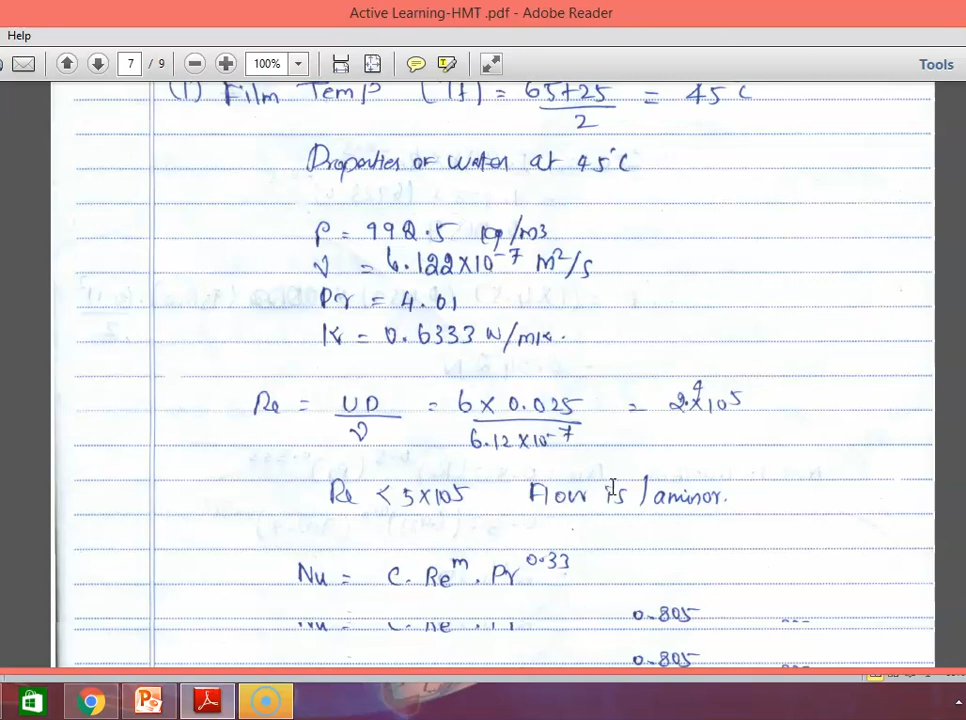 Active Learning-HMT .pdf - Adobe Reader
Help
7 / 9 100% Tools
(1) Film Temp (Tf) = 65+25 / 2 = 45 C
Properties of water at 45°C
ρ = 992.5 kg/m3
ν = 6.122×10⁻⁷ m²/s
Pr = 4.01
K = 0.6333 W/mK.
Re = UD / ν = 6 × 0.025 / 6.12×10⁻⁷ = 2.4×10⁵
Re < 5×10⁵ Flow is laminor.
Nu = C. Reᵐ. Pr⁰·³³
0.805
0.805